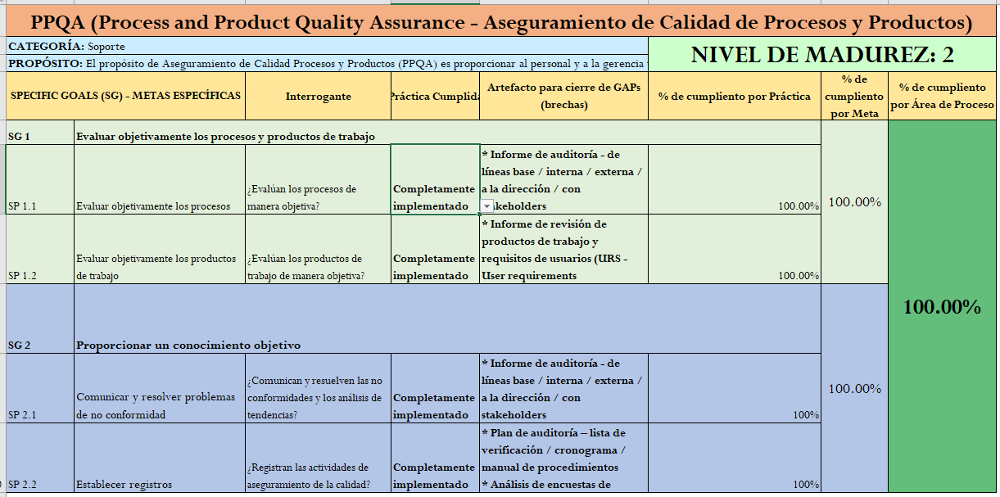 PPQA (Process and Product Quality Assurance - Aseguramiento de Calidad de Procesos y Productos)
CATEGORÍA: Soporte
PROPÓSITO: El propósito de Aseguramiento de Calidad Procesos y Productos (PPQA) es proporcionar al personal y a la gerencia
NIVEL DE MADUREZ: 2
SPECIFIC GOALS (SG) - METAS ESPECÍFICAS
Interrogante
Práctica Cumplida
Artefacto para cierre de GAPs
(brechas)
% de cumpliento por Práctica
% de
cumpliento
por Meta
% de cumpliento
por Área de Proceso
SG 1
Evaluar objetivamente los procesos y productos de trabajo
SP 1.1
Evaluar objetivamente los procesos
¿Evalúan los procesos de
manera objetiva?
Completamente
implementado
* Informe de auditoría - de
líneas base / interna / externa /
a la dirección / con
keholders
100.00%
100.00%
SP 1.2
Evaluar objetivamente los productos
de trabajo
¿Evalúan los productos de
trabajo de manera objetiva?
Completamente
implementado
* Informe de revisión de
productos de trabajo y
requisitos de usuarios (URS -
User requirements
100.00%
100.00%
SG 2
Proporcionar un conocimiento objetivo
SP 2.1
Comunicar y resolver problemas
de no conformidad
¿Comunican y resuelven las no
conformidades y los análisis de
tendencias?
Completamente
implementado
* Informe de auditoría - de
líneas base / interna / externa /
a la dirección / con
stakeholders
100%
100.00%
SP 2.2
Establecer registros
¿Registran las actividades de
aseguramiento de la calidad?
Completamente
implementado
* Plan de auditoría – lista de
verificación / cronograma /
manual de procedimientos
* Análisis de encuestas de
100%